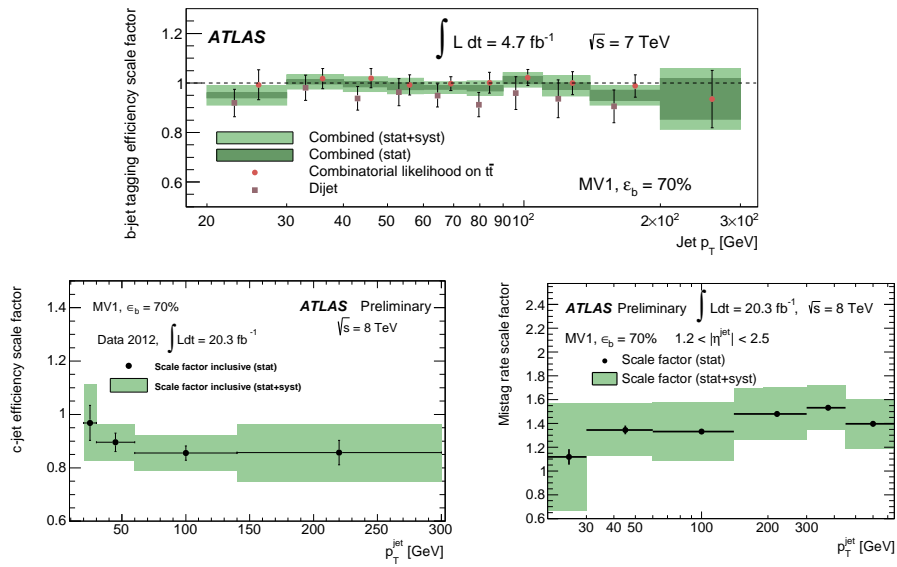 b-jet tagging efficiency scale factor
1.2
1
0.8
0.6
ATLAS
∫ L dt = 4.7 fb⁻¹ √s = 7 TeV
Combined (stat+syst)
Combined (stat)
Combinatorial likelihood on tt̄
Dijet
MV1, ε_b = 70%
20 30 40 50 60 70 80 90 10² 2×10² 3×10²
Jet p_T [GeV]
c-jet efficiency scale factor
1.4
1.2
1
0.8
0.6
MV1, ϵ_b = 70%
ATLAS Preliminary
√s = 8 TeV
Data 2012, ∫ Ldt = 20.3 fb⁻¹
Scale factor inclusive (stat)
Scale factor inclusive (stat+syst)
50 100 150 200 250 300
p_T^jet [GeV]
Mistag rate scale factor
2.4
2.2
2
1.8
1.6
1.4
1.2
1
0.8
0.6
ATLAS Preliminary ∫ Ldt = 20.3 fb⁻¹, √s = 8 TeV
MV1, ϵ_b = 70% 1.2 < |η^jet| < 2.5
Scale factor (stat)
Scale factor (stat+syst)
30 40 50 100 200 300
p_T^jet [GeV]